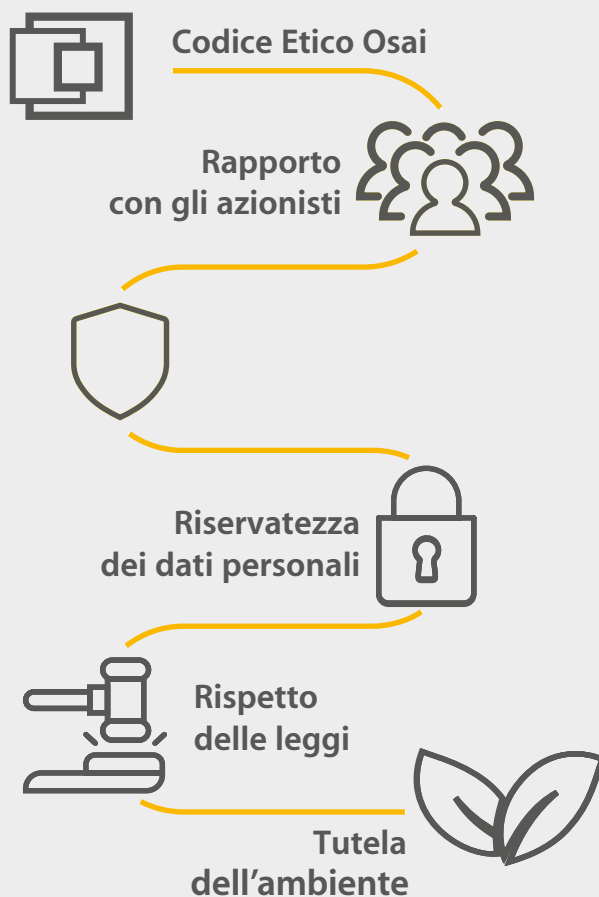 Codice Etico Osai
Rapporto
con gli azionisti
Riservatezza
dei dati personali
Rispetto
delle leggi
Tutela
dell’ambiente